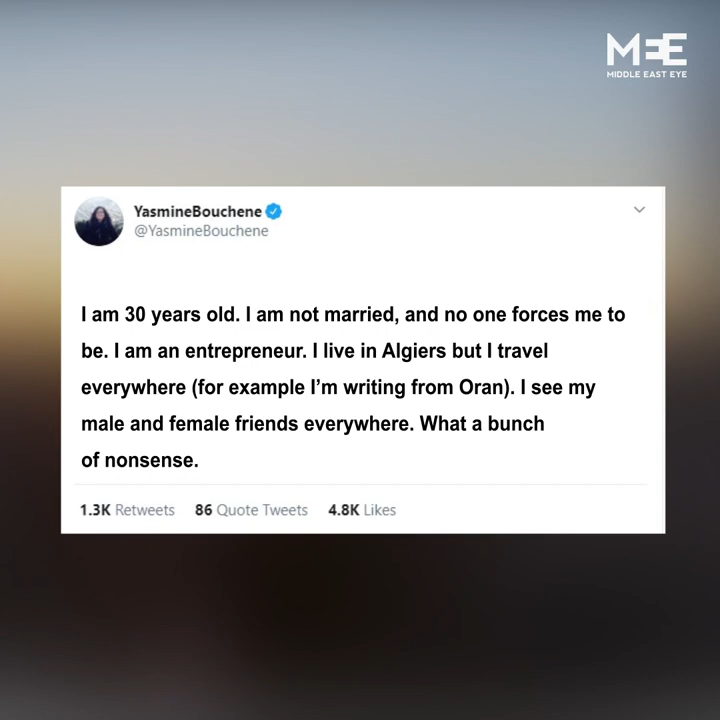 MEE
MIDDLE EAST EYE
YasmineBouchene
@YasmineBouchene
I am 30 years old. I am not married, and no one forces me to
be. I am an entrepreneur. I live in Algiers but I travel
everywhere (for example I’m writing from Oran). I see my
male and female friends everywhere. What a bunch
of nonsense.
1.3K Retweets 86 Quote Tweets 4.8K Likes